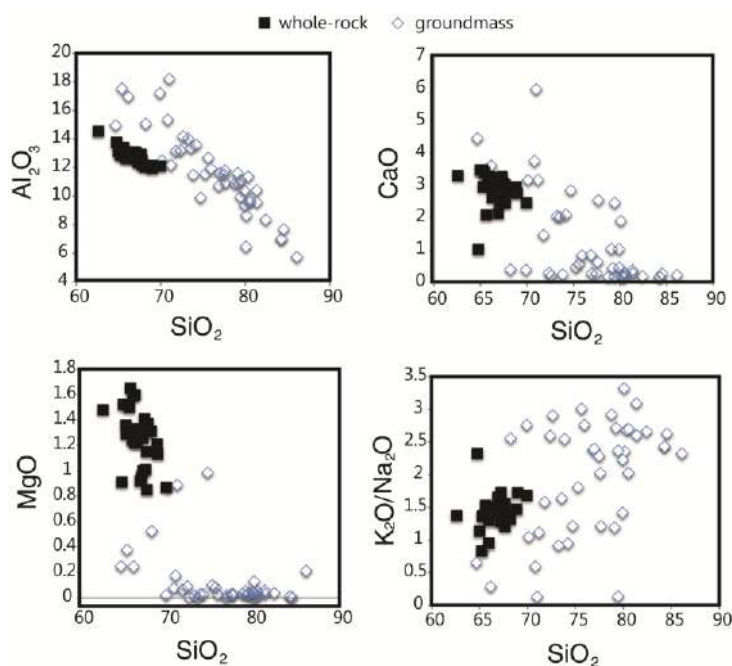 ■ whole-rock ◇ groundmass
Al₂O₃
20
18
16
14
12
10
8
6
4
60 70 80 90
SiO₂
CaO
7
6
5
4
3
2
1
0
60 65 70 75 80 85 90
SiO₂
MgO
1.8
1.6
1.4
1.2
1
0.8
0.6
0.4
0.2
0
60 70 80 90
SiO₂
K₂O/Na₂O
3.5
3
2.5
2
1.5
1
0.5
0
60 65 70 75 80 85 90
SiO₂